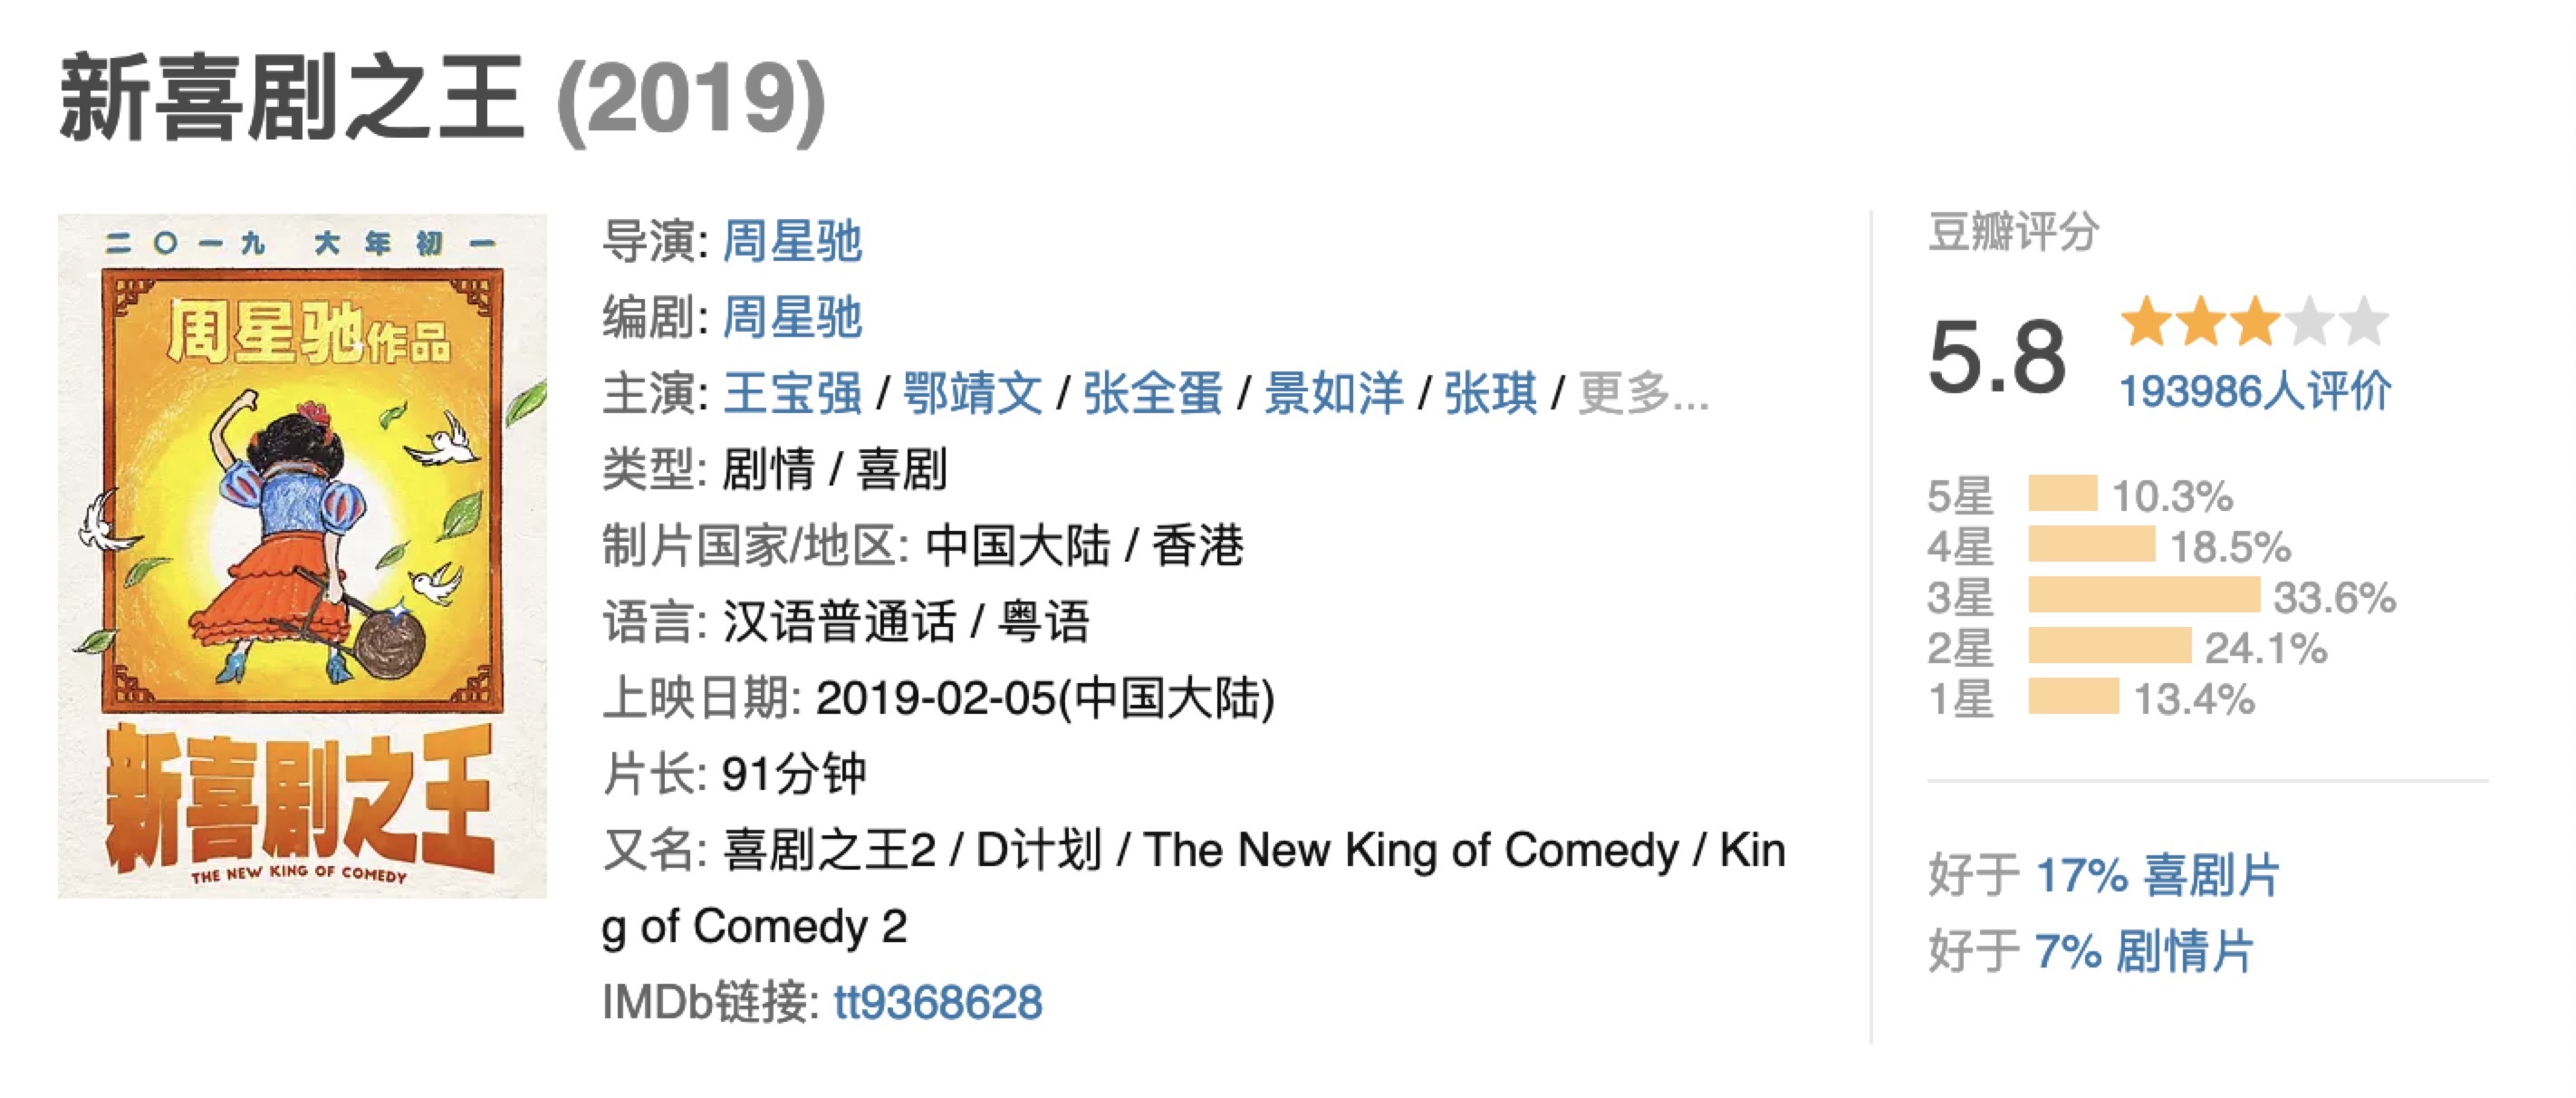 新喜剧之王 (2019)
二〇一九 大年初一
周星驰作品
新喜剧之王
THE NEW KING OF COMEDY
导演: 周星驰
编剧: 周星驰
主演: 王宝强 / 鄂靖文 / 张全蛋 / 景如洋 / 张琪 / 更多...
类型: 剧情 / 喜剧
制片国家/地区: 中国大陆 / 香港
语言: 汉语普通话 / 粤语
上映日期: 2019-02-05(中国大陆)
片长: 91分钟
又名: 喜剧之王2 / D计划 / The New King of Comedy / Kin
g of Comedy 2
IMDb链接: tt9368628
豆瓣评分
5.8
193986人评价
5星 10.3%
4星 18.5%
3星 33.6%
2星 24.1%
1星 13.4%
好于 17% 喜剧片
好于 7% 剧情片